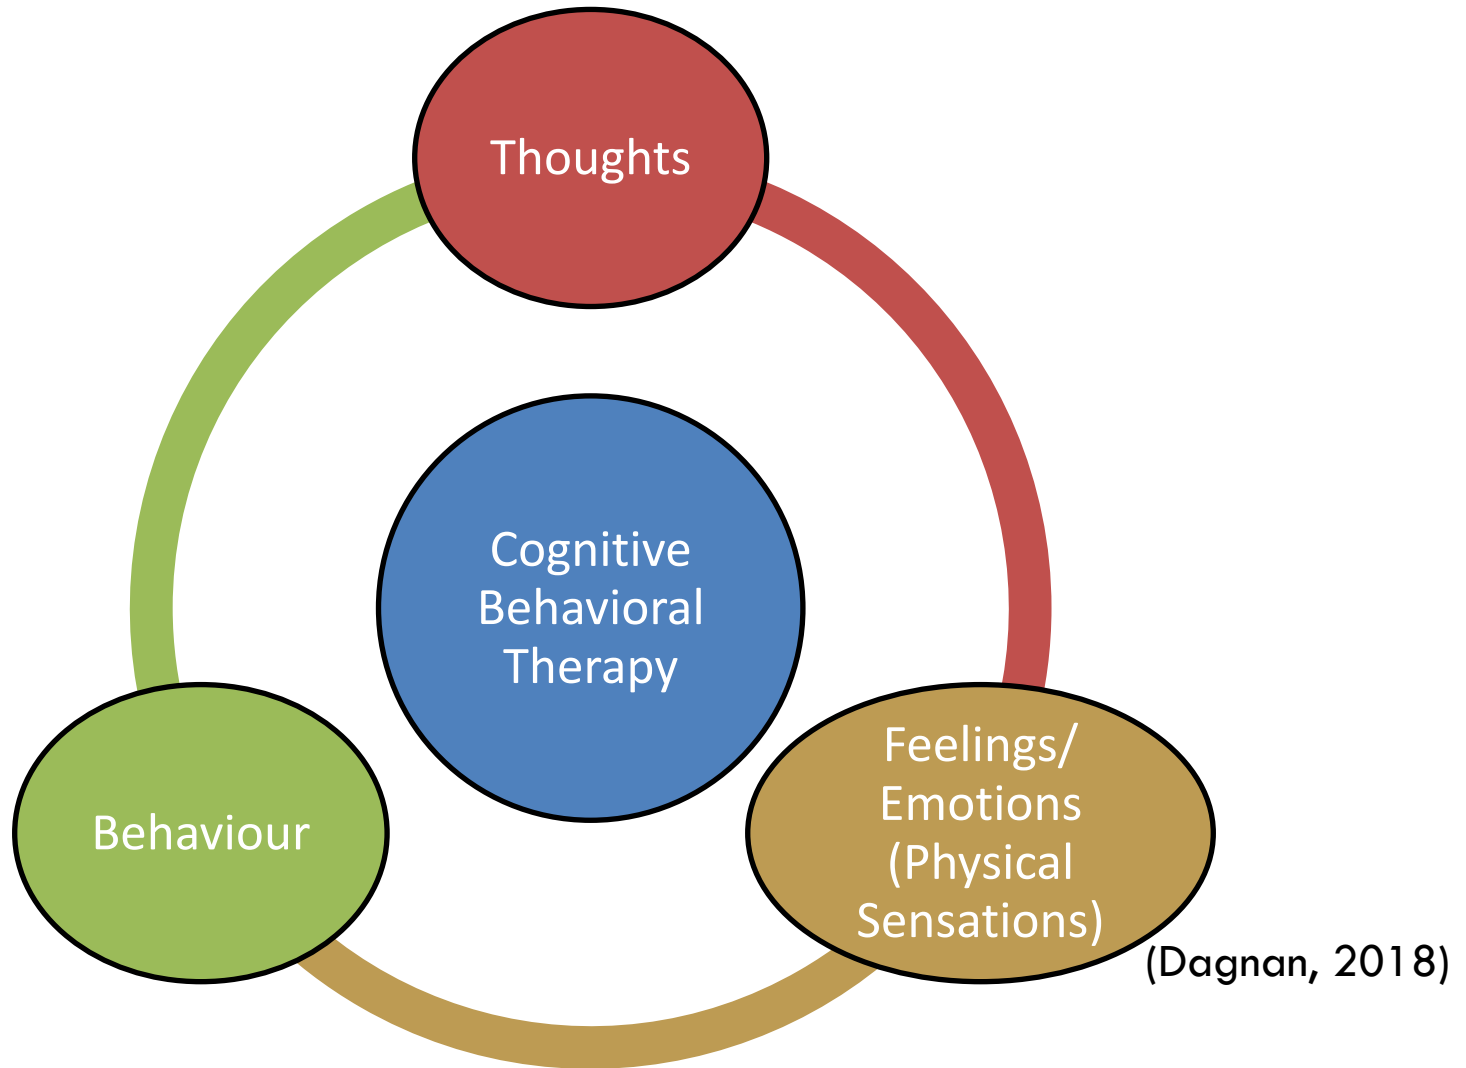 Thoughts
Cognitive
Behavioral
Therapy
Behaviour
Feelings/
Emotions
(Physical
Sensations)
(Dagnan, 2018)